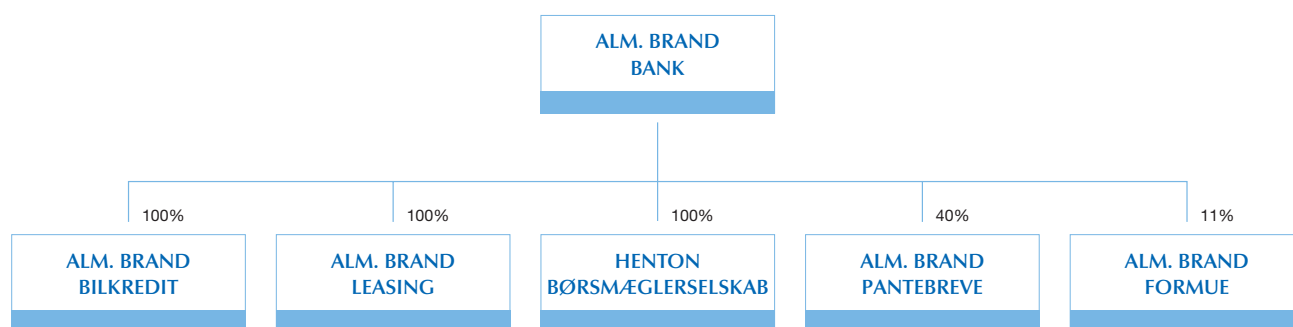 ALM. BRAND
BANK
100%
100%
100%
40%
11%
ALM. BRAND
BILKREDIT
ALM. BRAND
LEASING
HENTON
BØRSMÆGLERSELSKAB
ALM. BRAND
PANTEBREVE
ALM. BRAND
FORMUE